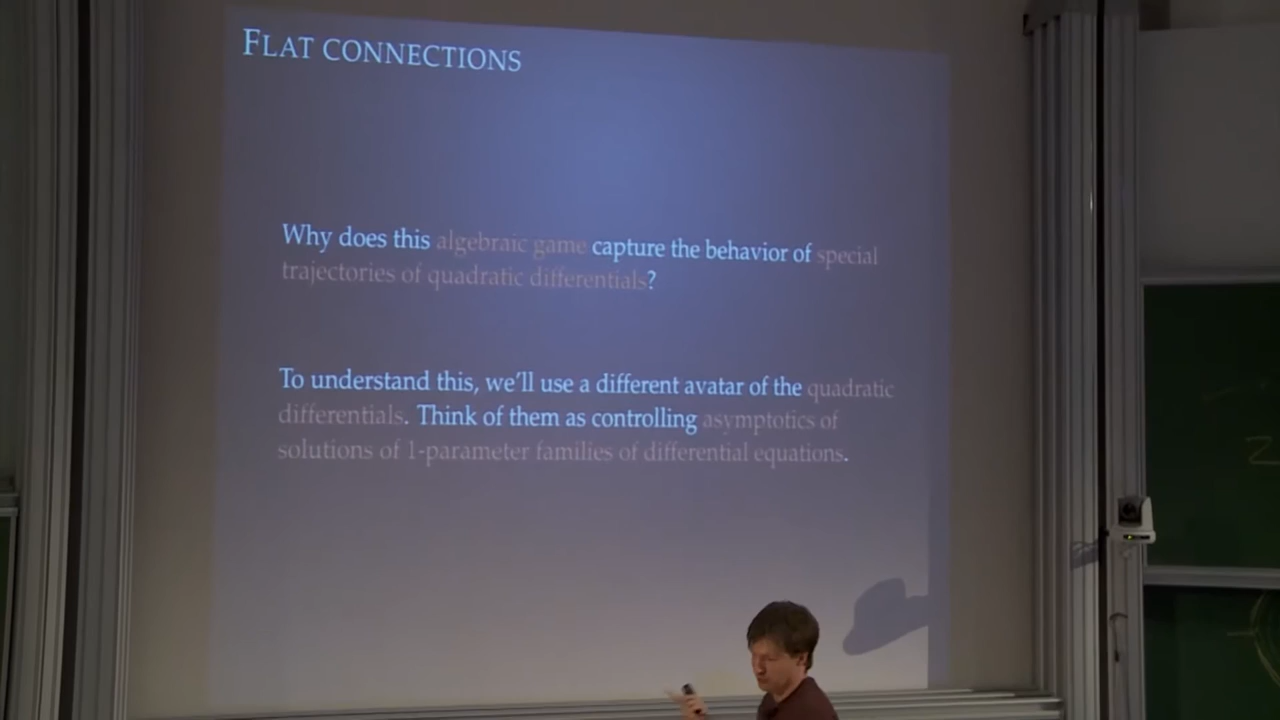 FLAT CONNECTIONS
Why does this algebraic game capture the behavior of special
trajectories of quadratic differentials?
To understand this, we'll use a different avatar of the quadratic
differentials. Think of them as controlling asymptotics of
solutions of 1-parameter families of differential equations.